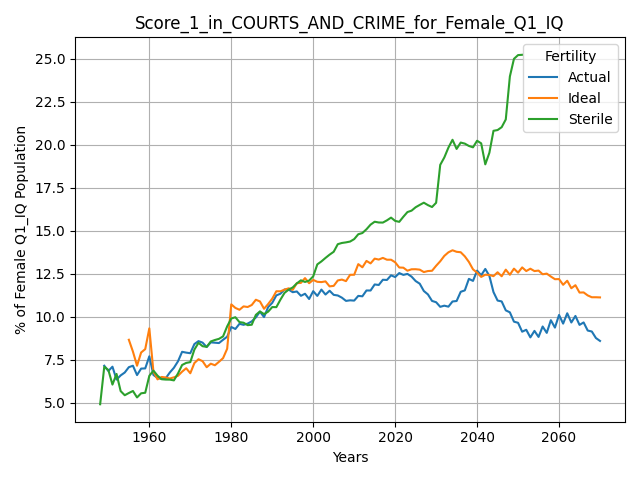 Score_1_in_COURTS_AND_CRIME_for_Female_Q1_IQ
Fertility
Actual
Ideal
Sterile
% of Female Q1_IQ Population
25.0
22.5
20.0
17.5
15.0
12.5
10.0
7.5
5.0
1960 1980 2000 2020 2040 2060
Years